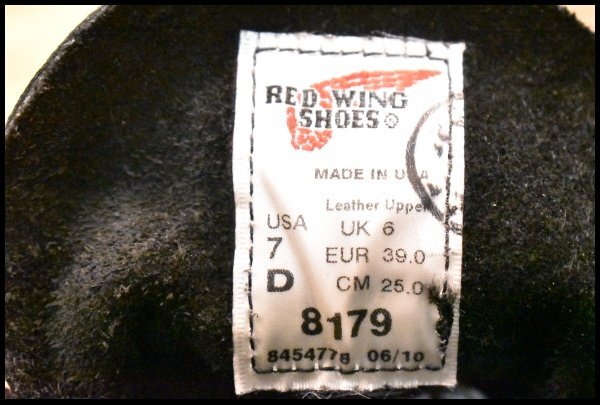 RED WING
SHOES®
MADE IN USA
Leather Upper
USA
7
D
UK 6
EUR 39.0
CM 25.0
8179
8454778 06/10